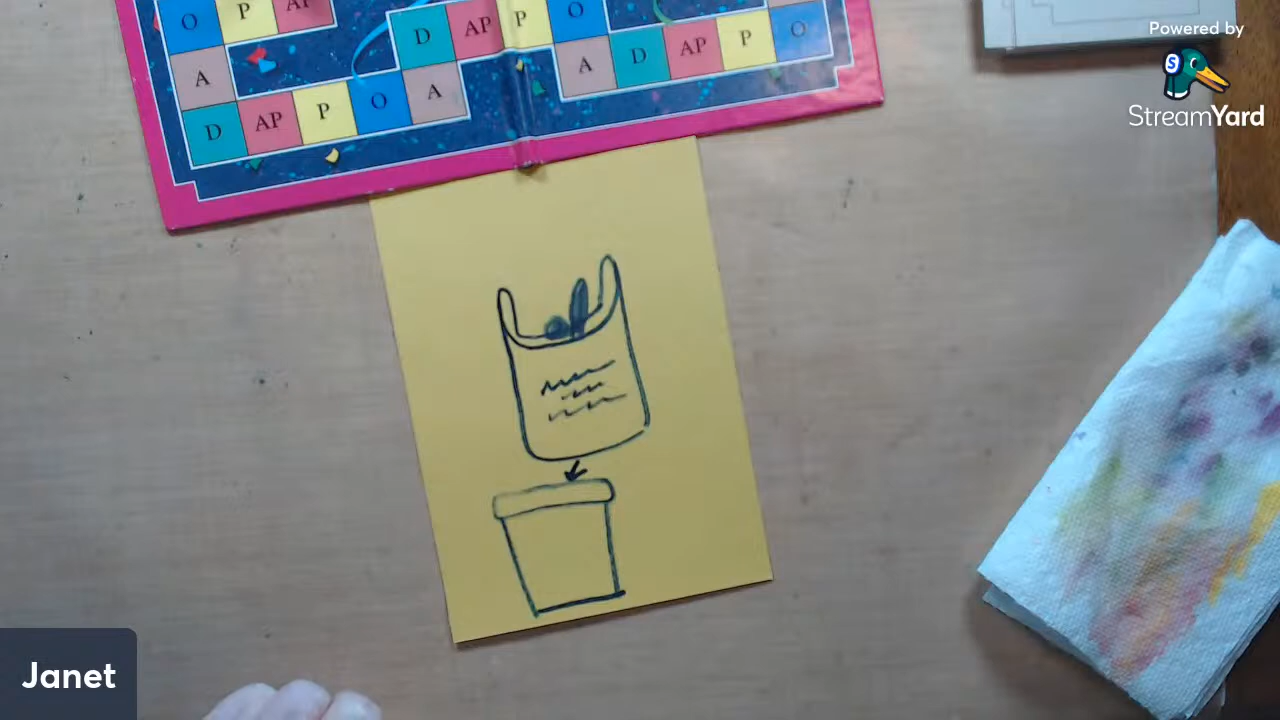 O P AP
D AP P O
A
A D AP P O
D AP P O A
Powered by
S
StreamYard
Janet